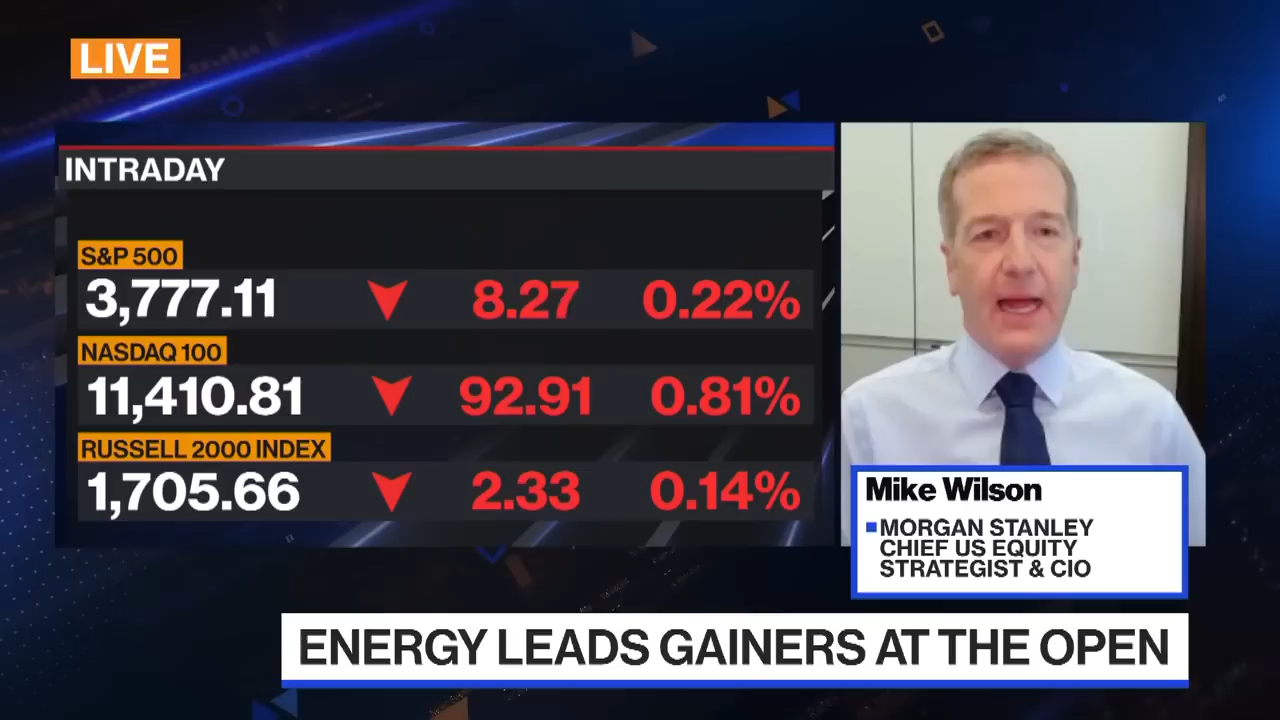 LIVE
INTRADAY
S&P 500
3,777.11 8.27 0.22%
NASDAQ 100
11,410.81 92.91 0.81%
RUSSELL 2000 INDEX
1,705.66 2.33 0.14%
Mike Wilson
MORGAN STANLEY
CHIEF US EQUITY
STRATEGIST & CIO
ENERGY LEADS GAINERS AT THE OPEN